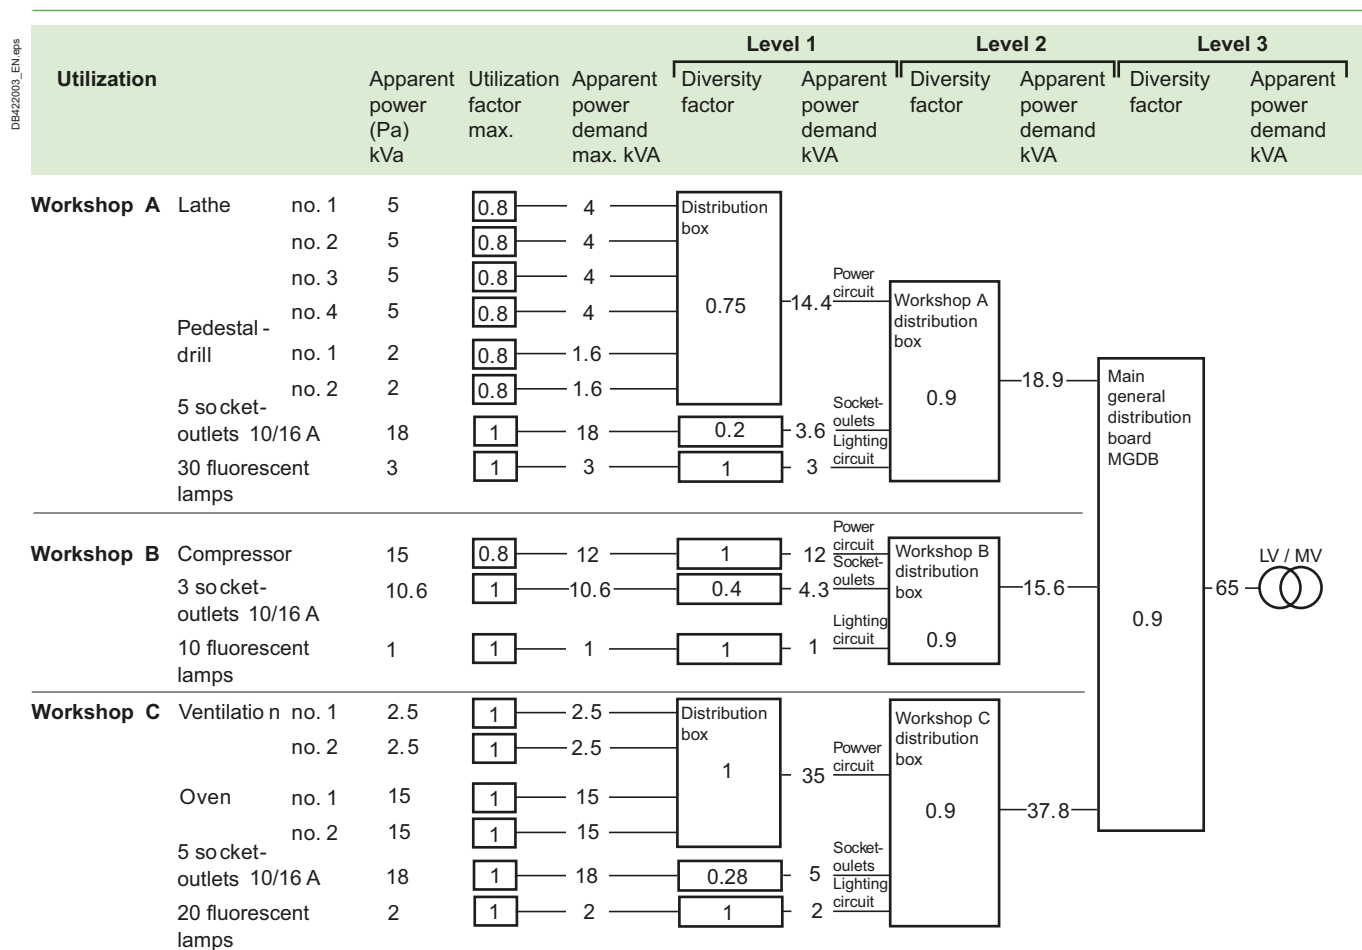 DB422003_EN.eps
Level 1 Level 2 Level 3
Utilization Apparent Utilization Apparent Diversity Apparent Diversity Apparent Diversity Apparent
power factor power factor power factor power factor power
(Pa) max. demand demand demand demand
kVa max. kVA kVA kVA kVA
Workshop A Lathe no. 1 5 0.8 4 Distribution
box
no. 2 5 0.8 4
no. 3 5 0.8 4 Power
circuit
no. 4 5 0.8 4 0.75 14.4 Workshop A
distribution
box
Pedestal -
drill no. 1 2 0.8 1.6
no. 2 2 0.8 1.6 0.9 18.9 Main
general
distribution
board
MGDB
5 socket-
outlets 10/16 A 18 1 18 0.2 3.6 Socket-
oulets
30 fluorescent 3 1 3 1 3 Lighting
circuit
lamps
Workshop B Compressor 15 0.8 12 1 12 Power
circuit
Workshop B
distribution
box
3 socket-
outlets 10/16 A 10.6 1 10.6 0.4 4.3 Socket-
oulets
15.6 0.9 65 LV / MV
10 fluorescent 1 1 1 1 1 Lighting
circuit
0.9
lamps
Workshop C Ventilation no. 1 2.5 1 2.5 Distribution
box
Workshop C
distribution
box
no. 2 2.5 1 2.5 1 35 Powver
circuit
Oven no. 1 15 1 15 0.9 37.8
no. 2 15 1 15
5 socket-
outlets 10/16 A 18 1 18 0.28 5 Socket-
oulets
20 fluorescent 2 1 2 1 2 Lighting
circuit
lamps